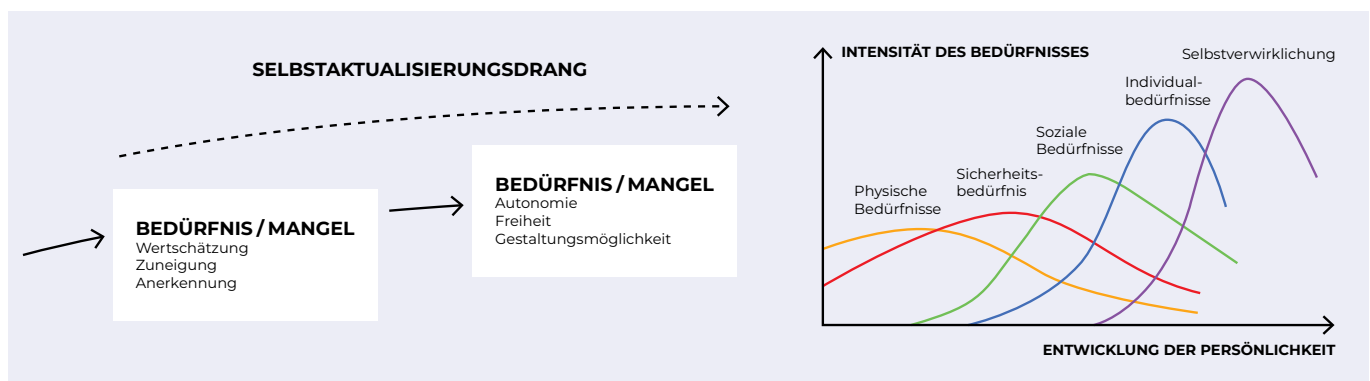 SELBSTAKTUALISIERUNGSDRANG
BEDÜRFNIS / MANGEL
Wertschätzung
Zuneigung
Anerkennung
BEDÜRFNIS / MANGEL
Autonomie
Freiheit
Gestaltungsmöglichkeit
INTENSITÄT DES BEDÜRFNISSES
Physische
Bedürfnisse
Sicherheits-
bedürfnis
Soziale
Bedürfnisse
Individual-
bedürfnisse
Selbstverwirklichung
ENTWICKLUNG DER PERSÖNLICHKEIT